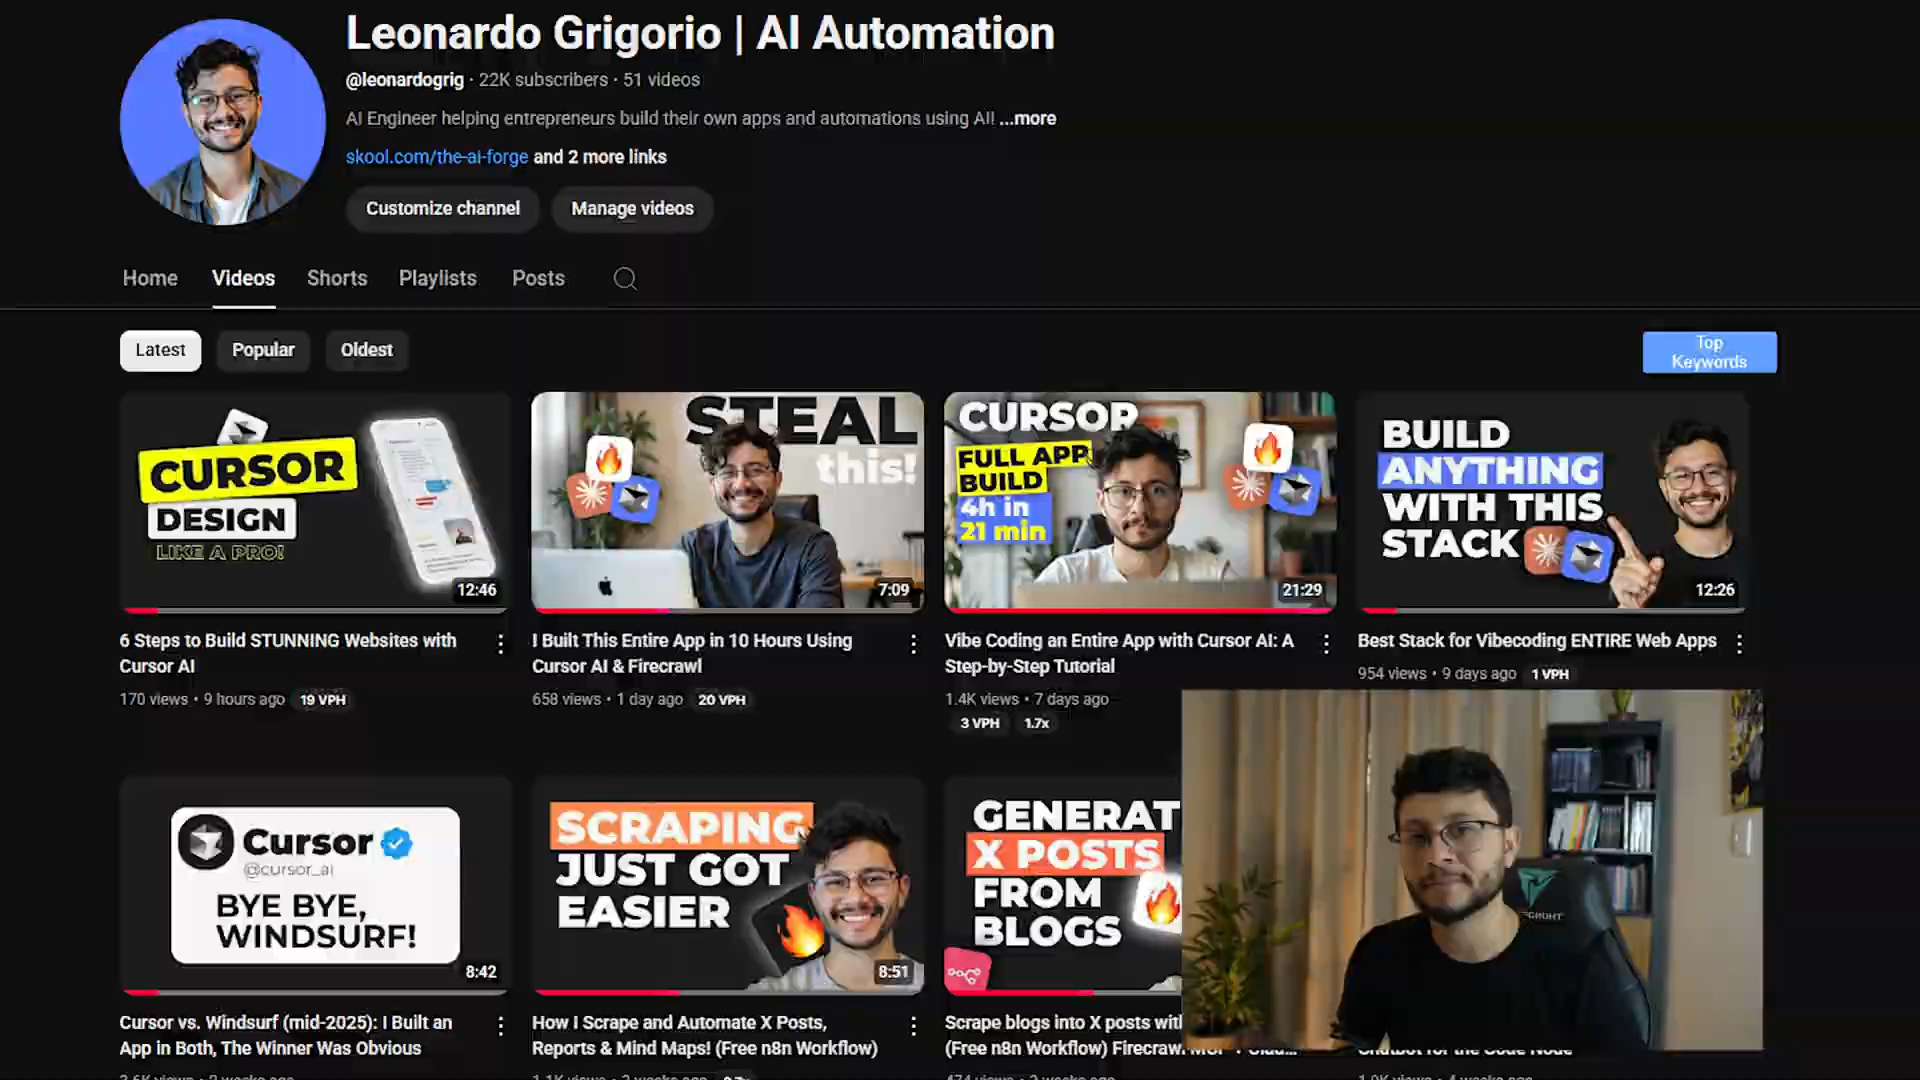 Leonardo Grigorio | AI Automation
@leonardogrig · 22K subscribers · 51 videos
AI Engineer helping entrepreneurs build their own apps and automations using AI! ...more
skool.com/the-ai-forge and 2 more links
Customize channel
Manage videos
Home
Videos
Shorts
Playlists
Posts
Latest
Popular
Oldest
Top
Keywords
CURSOR
DESIGN
LIKE A PRO!
12:46
STEAL
this!
7:09
CURSOR
FULL APP
BUILD
4h in
21 min
21:29
BUILD
ANYTHING
WITH THIS
STACK
12:26
6 Steps to Build STUNNING Websites with
Cursor AI
170 views • 9 hours ago 19 VPH
I Built This Entire App in 10 Hours Using
Cursor AI & Firecrawl
658 views • 1 day ago 20 VPH
Vibe Coding an Entire App with Cursor AI: A
Step-by-Step Tutorial
1.4K views • 7 days ago
3 VPH 1.7x
Best Stack for Vibecoding ENTIRE Web Apps
954 views • 9 days ago 1 VPH
Cursor
@cursor_ai
BYE BYE,
WINDSURF!
8:42
SCRAPING
JUST GOT
EASIER
8:51
GENERAT
X POSTS
FROM
BLOGS
Cursor vs. Windsurf (mid-2025): I Built an
App in Both, The Winner Was Obvious
How I Scrape and Automate X Posts,
Reports & Mind Maps! (Free n8n Workflow)
Scrape blogs into X posts wit
(Free n8n Workflow) Firecraw
Chatbot for the Code Node